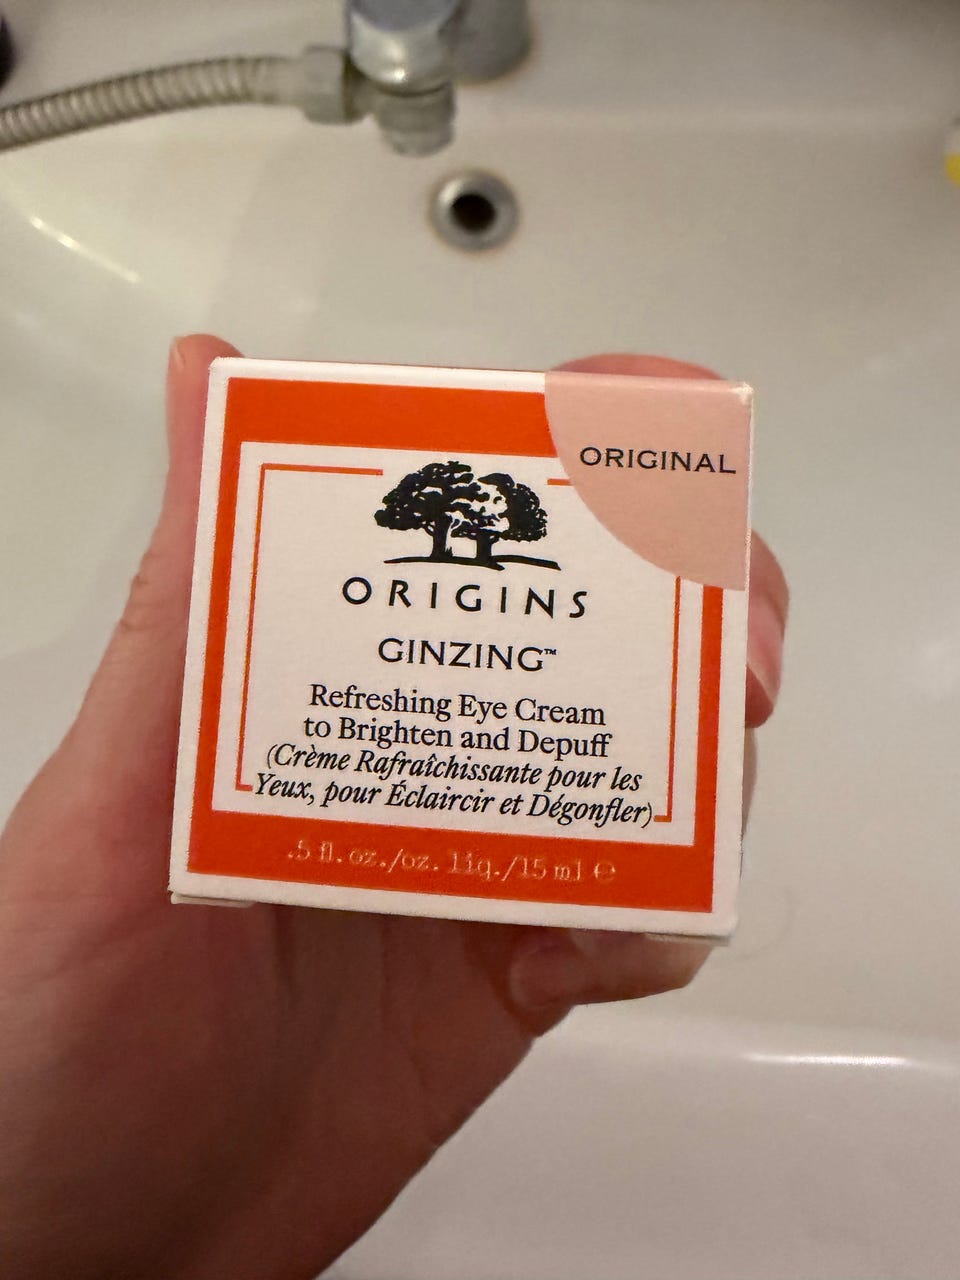 ORIGINAL
ORIGINS
GINZING™
Refreshing Eye Cream
to Brighten and Depuff
(Crème Rafraîchissante pour les
Yeux, pour Éclaircir et Dégonfler)
.5 fl. oz./oz. liq./15 ml ℮